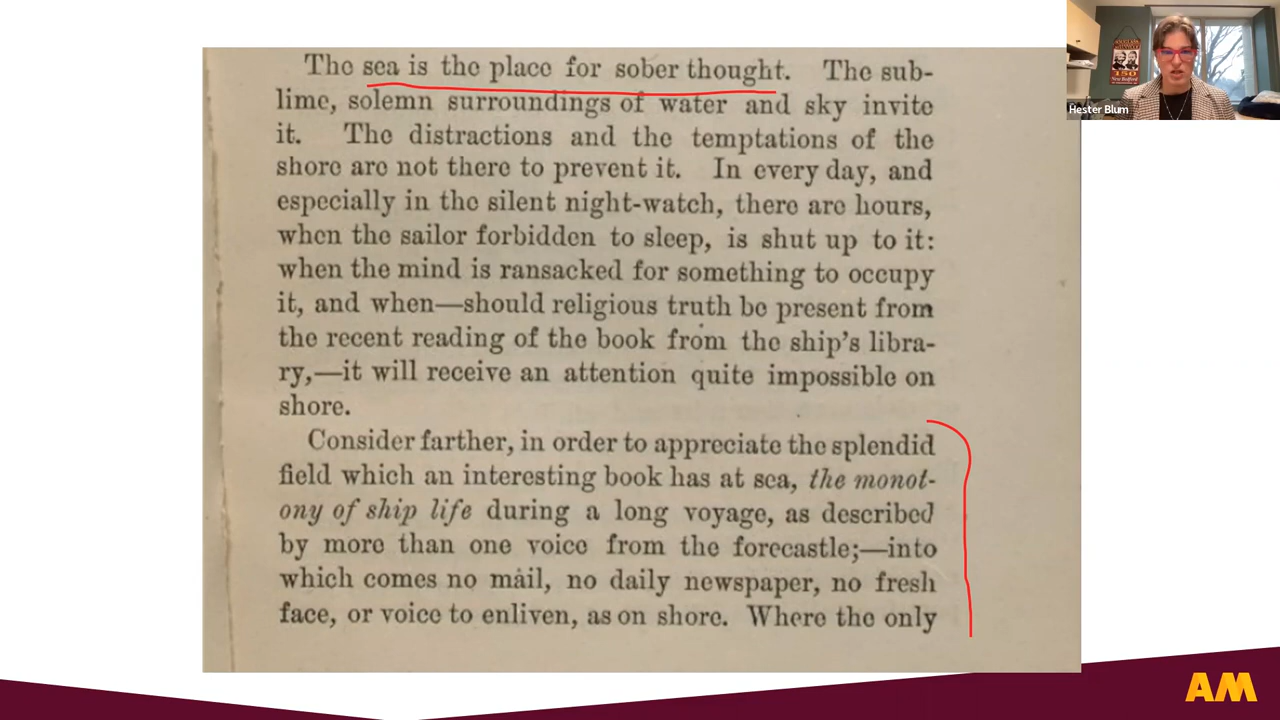 The sea is the place for sober thought. The sub-
lime, solemn surroundings of water and sky invite
it. The distractions and the temptations of the
shore are not there to prevent it. In every day, and
especially in the silent night-watch, there are hours,
when the sailor forbidden to sleep, is shut up to it:
when the mind is ransacked for something to occupy
it, and when—should religious truth be present from
the recent reading of the book from the ship's libra-
ry,—it will receive an attention quite impossible on
shore.
Consider farther, in order to appreciate the splendid
field which an interesting book has at sea, the monot-
ony of ship life during a long voyage, as described
by more than one voice from the forecastle;—into
which comes no mail, no daily newspaper, no fresh
face, or voice to enliven, as on shore. Where the only
150
New Bedford
Hester Blum
AM